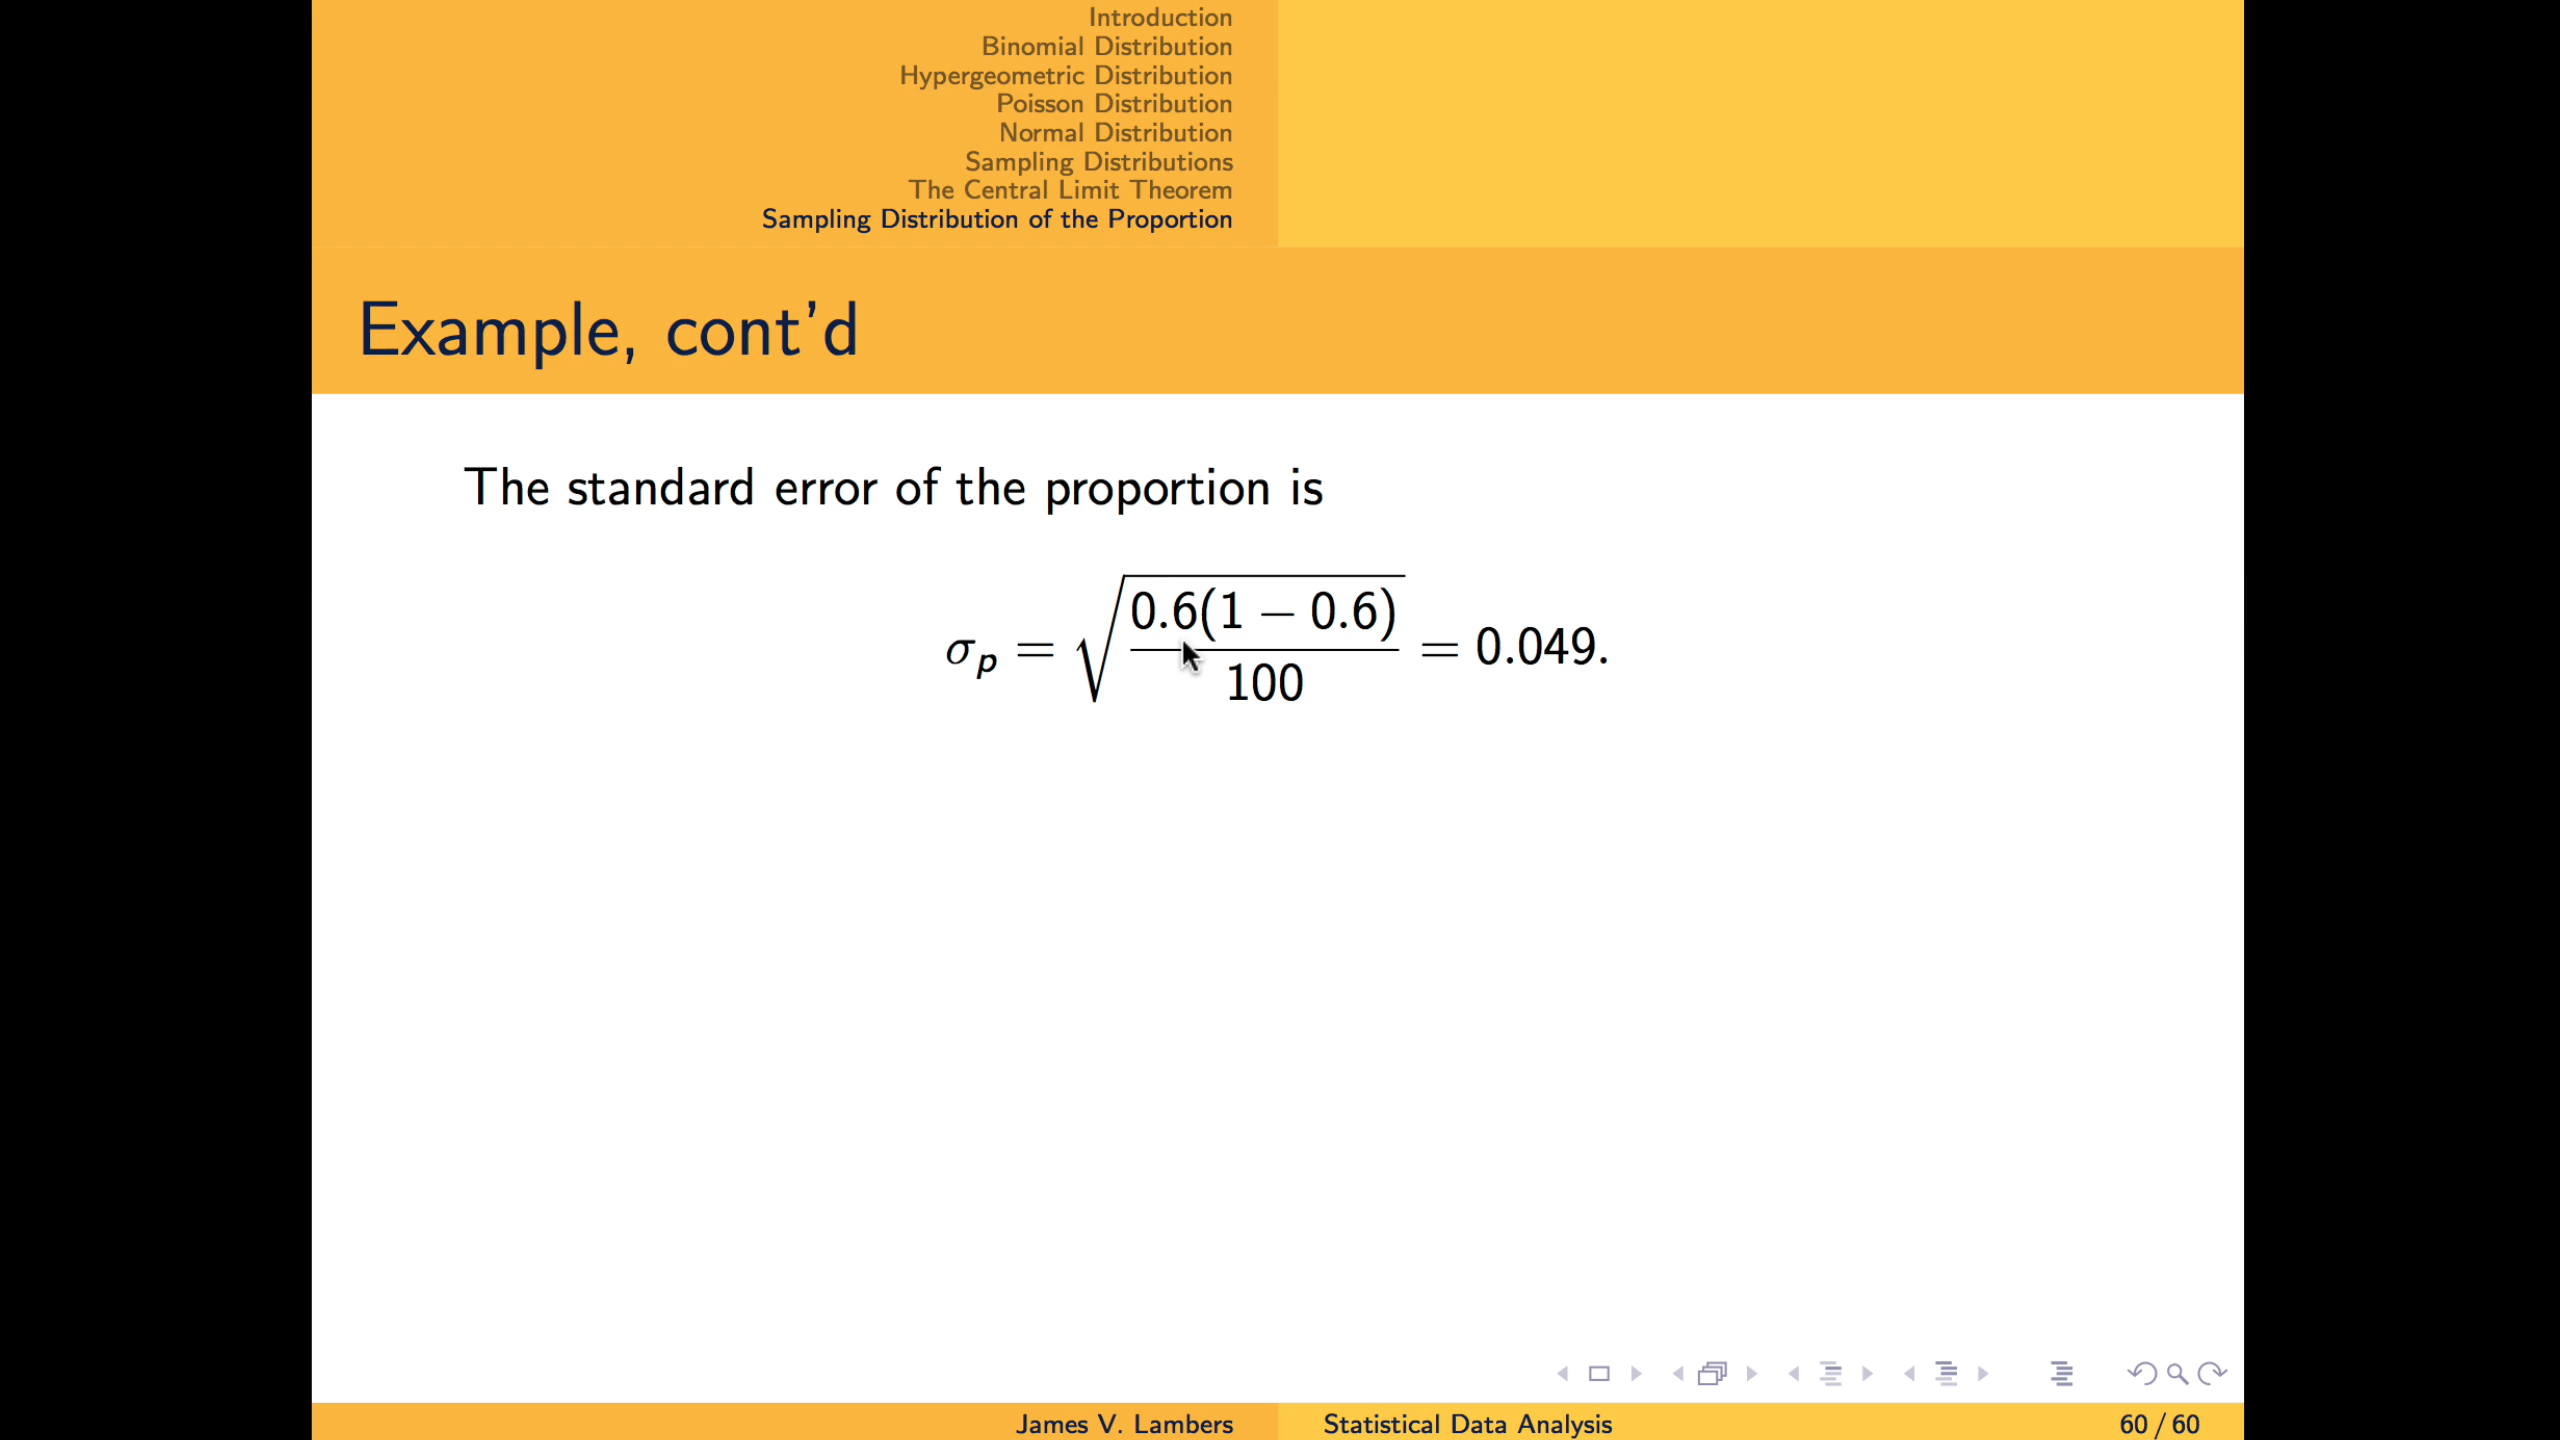 Introduction
Binomial Distribution
Hypergeometric Distribution
Poisson Distribution
Normal Distribution
Sampling Distributions
The Central Limit Theorem
Sampling Distribution of the Proportion
Example, cont'd
The standard error of the proportion is
σ_p = √(0.6(1 − 0.6)/100) = 0.049.
James V. Lambers Statistical Data Analysis 60 / 60